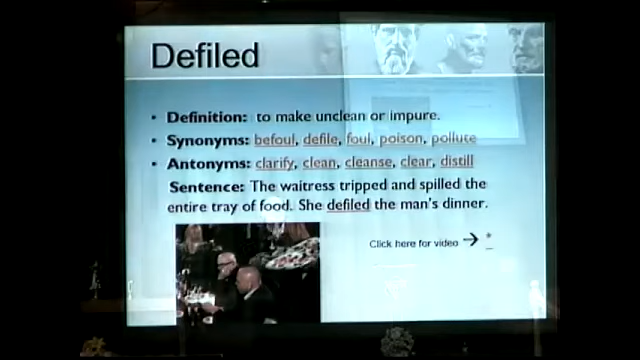 Defiled
• Definition: to make unclean or impure.
• Synonyms: befoul, defile, foul, poison, pollute
• Antonyms: clarify, clean, cleanse, clear, distill
Sentence: The waitress tripped and spilled the
entire tray of food. She defiled the man's dinner.
Click here for video → *